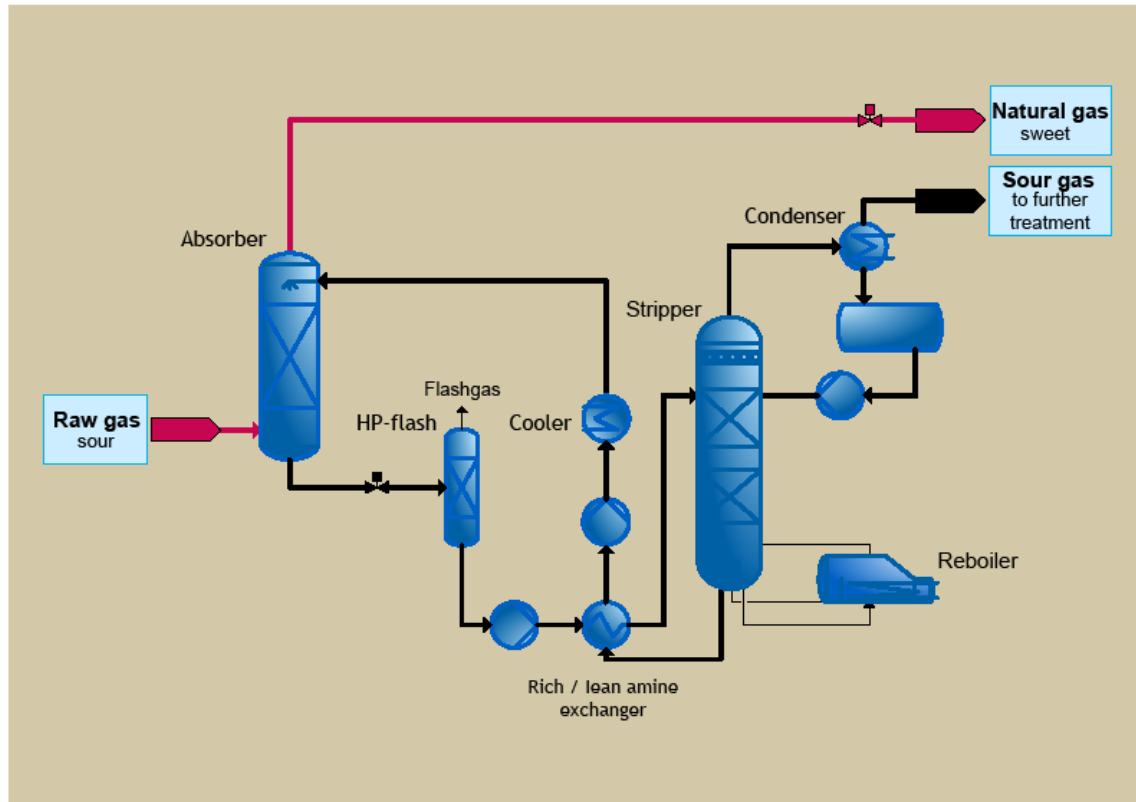 Natural gas
sweet
Sour gas
to further
treatment
Condenser
Absorber
Stripper
Flashgas
HP-flash
Cooler
Raw gas
sour
Reboiler
Rich / lean amine
exchanger